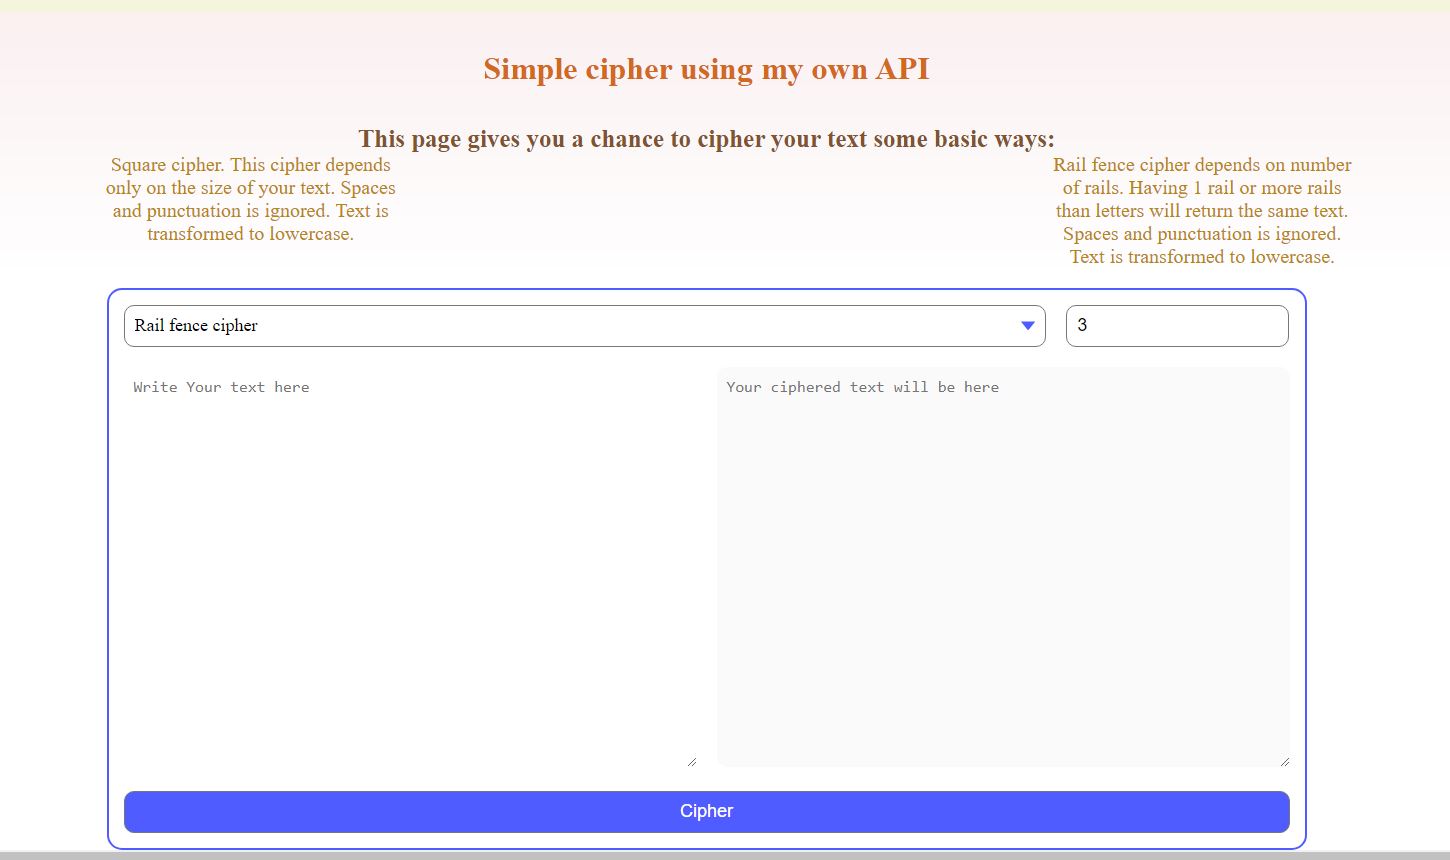 Simple cipher using my own API
This page gives you a chance to cipher your text some basic ways:
Square cipher. This cipher depends
only on the size of your text. Spaces
and punctuation is ignored. Text is
transformed to lowercase.
Rail fence cipher depends on number
of rails. Having 1 rail or more rails
than letters will return the same text.
Spaces and punctuation is ignored.
Text is transformed to lowercase.
Rail fence cipher
3
Write Your text here
Your ciphered text will be here
Cipher